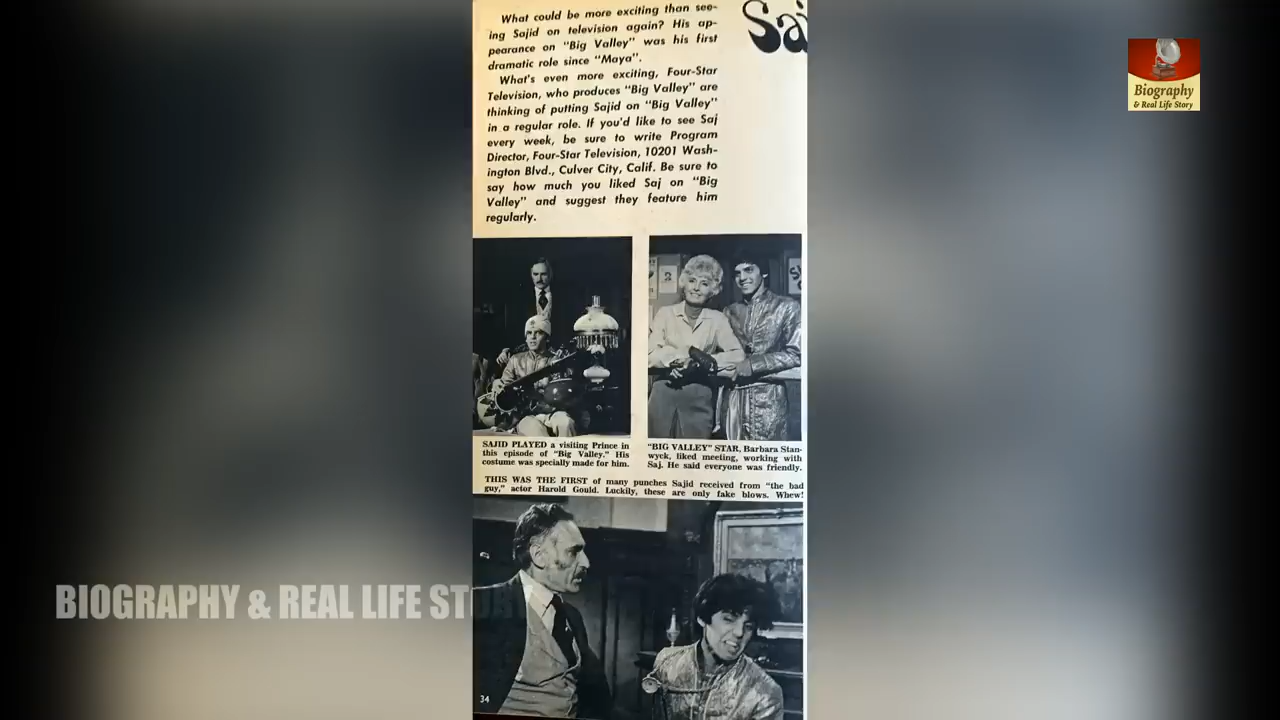 Saj
What could be more exciting than see-
ing Sajid on television again? His ap-
pearance on "Big Valley" was his first
dramatic role since "Maya".
What's even more exciting, Four-Star
Television, who produces "Big Valley" are
thinking of putting Sajid on "Big Valley"
in a regular role. If you'd like to see Saj
every week, be sure to write Program
Director, Four-Star Television, 10201 Wash-
ington Blvd., Culver City, Calif. Be sure to
say how much you liked Saj on "Big
Valley" and suggest they feature him
regularly.
SAJID PLAYED a visiting Prince in
this episode of "Big Valley." His
costume was specially made for him.
"BIG VALLEY" STAR, Barbara Stan-
wyck, liked meeting, working with
Saj. He said everyone was friendly.
THIS WAS THE FIRST of many punches Sajid received from "the bad
guy," actor Harold Gould. Luckily, these are only fake blows. Whew!
34
Biography
& Real Life Story
BIOGRAPHY & REAL LIFE STORY